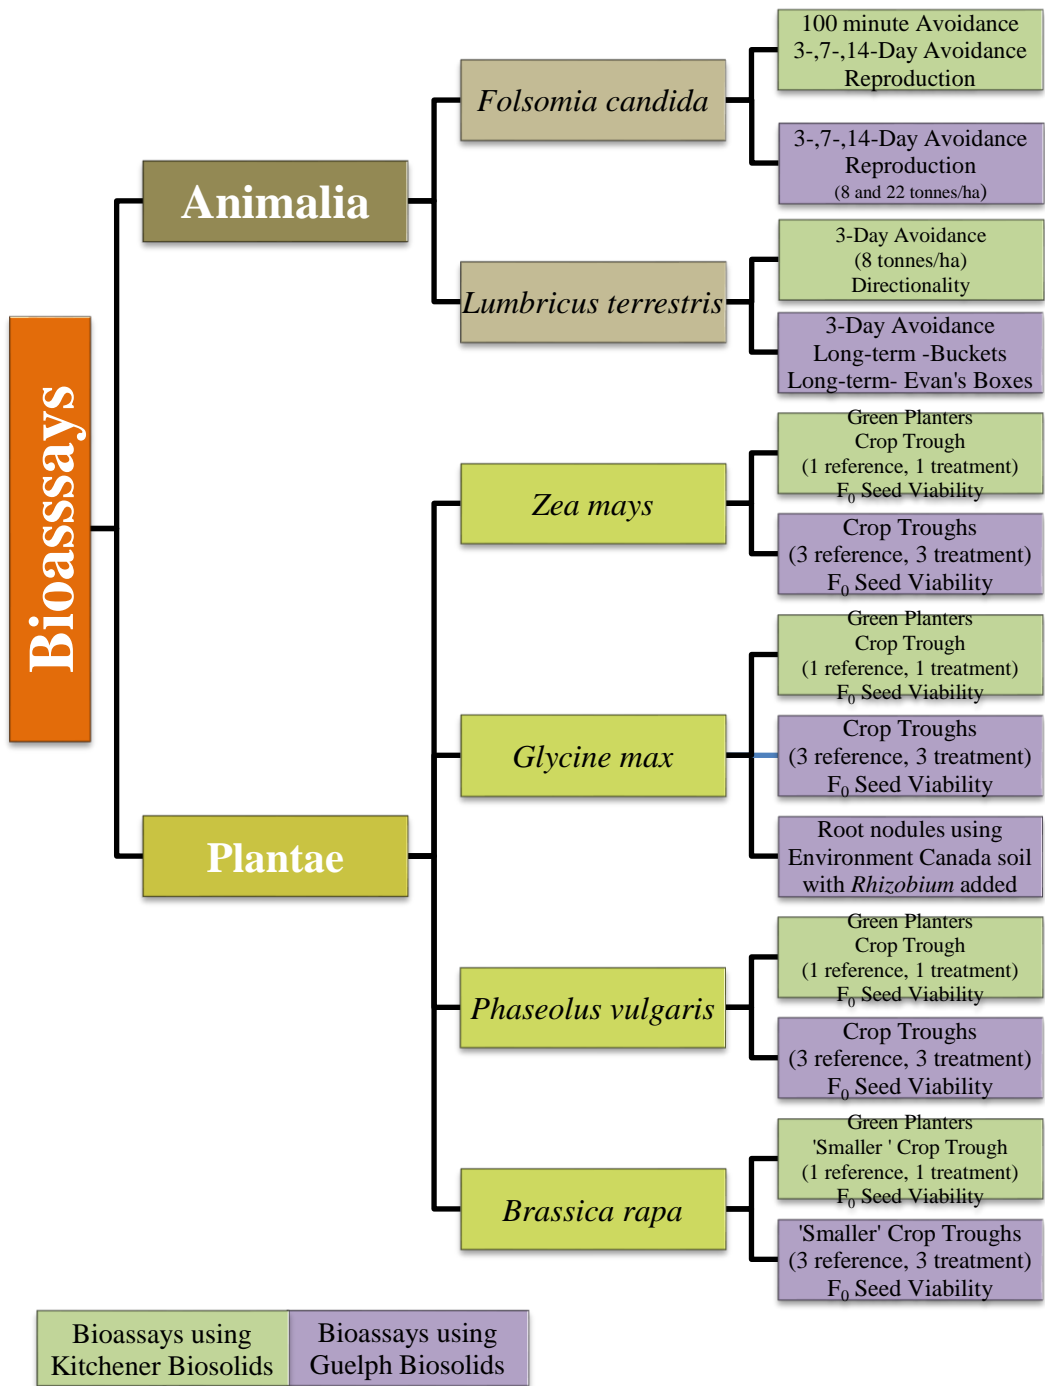 Bioasssays
Animalia
Folsomia candida
100 minute Avoidance
3-,7-,14-Day Avoidance
Reproduction
3-,7-,14-Day Avoidance
Reproduction
(8 and 22 tonnes/ha)
Lumbricus terrestris
3-Day Avoidance
(8 tonnes/ha)
Directionality
3-Day Avoidance
Long-term -Buckets
Long-term- Evan's Boxes
Plantae
Zea mays
Green Planters
Crop Trough
(1 reference, 1 treatment)
F₀ Seed Viability
Crop Troughs
(3 reference, 3 treatment)
F₀ Seed Viability
Glycine max
Green Planters
Crop Trough
(1 reference, 1 treatment)
F₀ Seed Viability
Crop Troughs
(3 reference, 3 treatment)
F₀ Seed Viability
Root nodules using
Environment Canada soil
with Rhizobium added
Phaseolus vulgaris
Green Planters
Crop Trough
(1 reference, 1 treatment)
F₀ Seed Viability
Crop Troughs
(3 reference, 3 treatment)
F₀ Seed Viability
Brassica rapa
Green Planters
'Smaller ' Crop Trough
(1 reference, 1 treatment)
F₀ Seed Viability
'Smaller' Crop Troughs
(3 reference, 3 treatment)
F₀ Seed Viability
Bioassays using
Kitchener Biosolids
Bioassays using
Guelph Biosolids